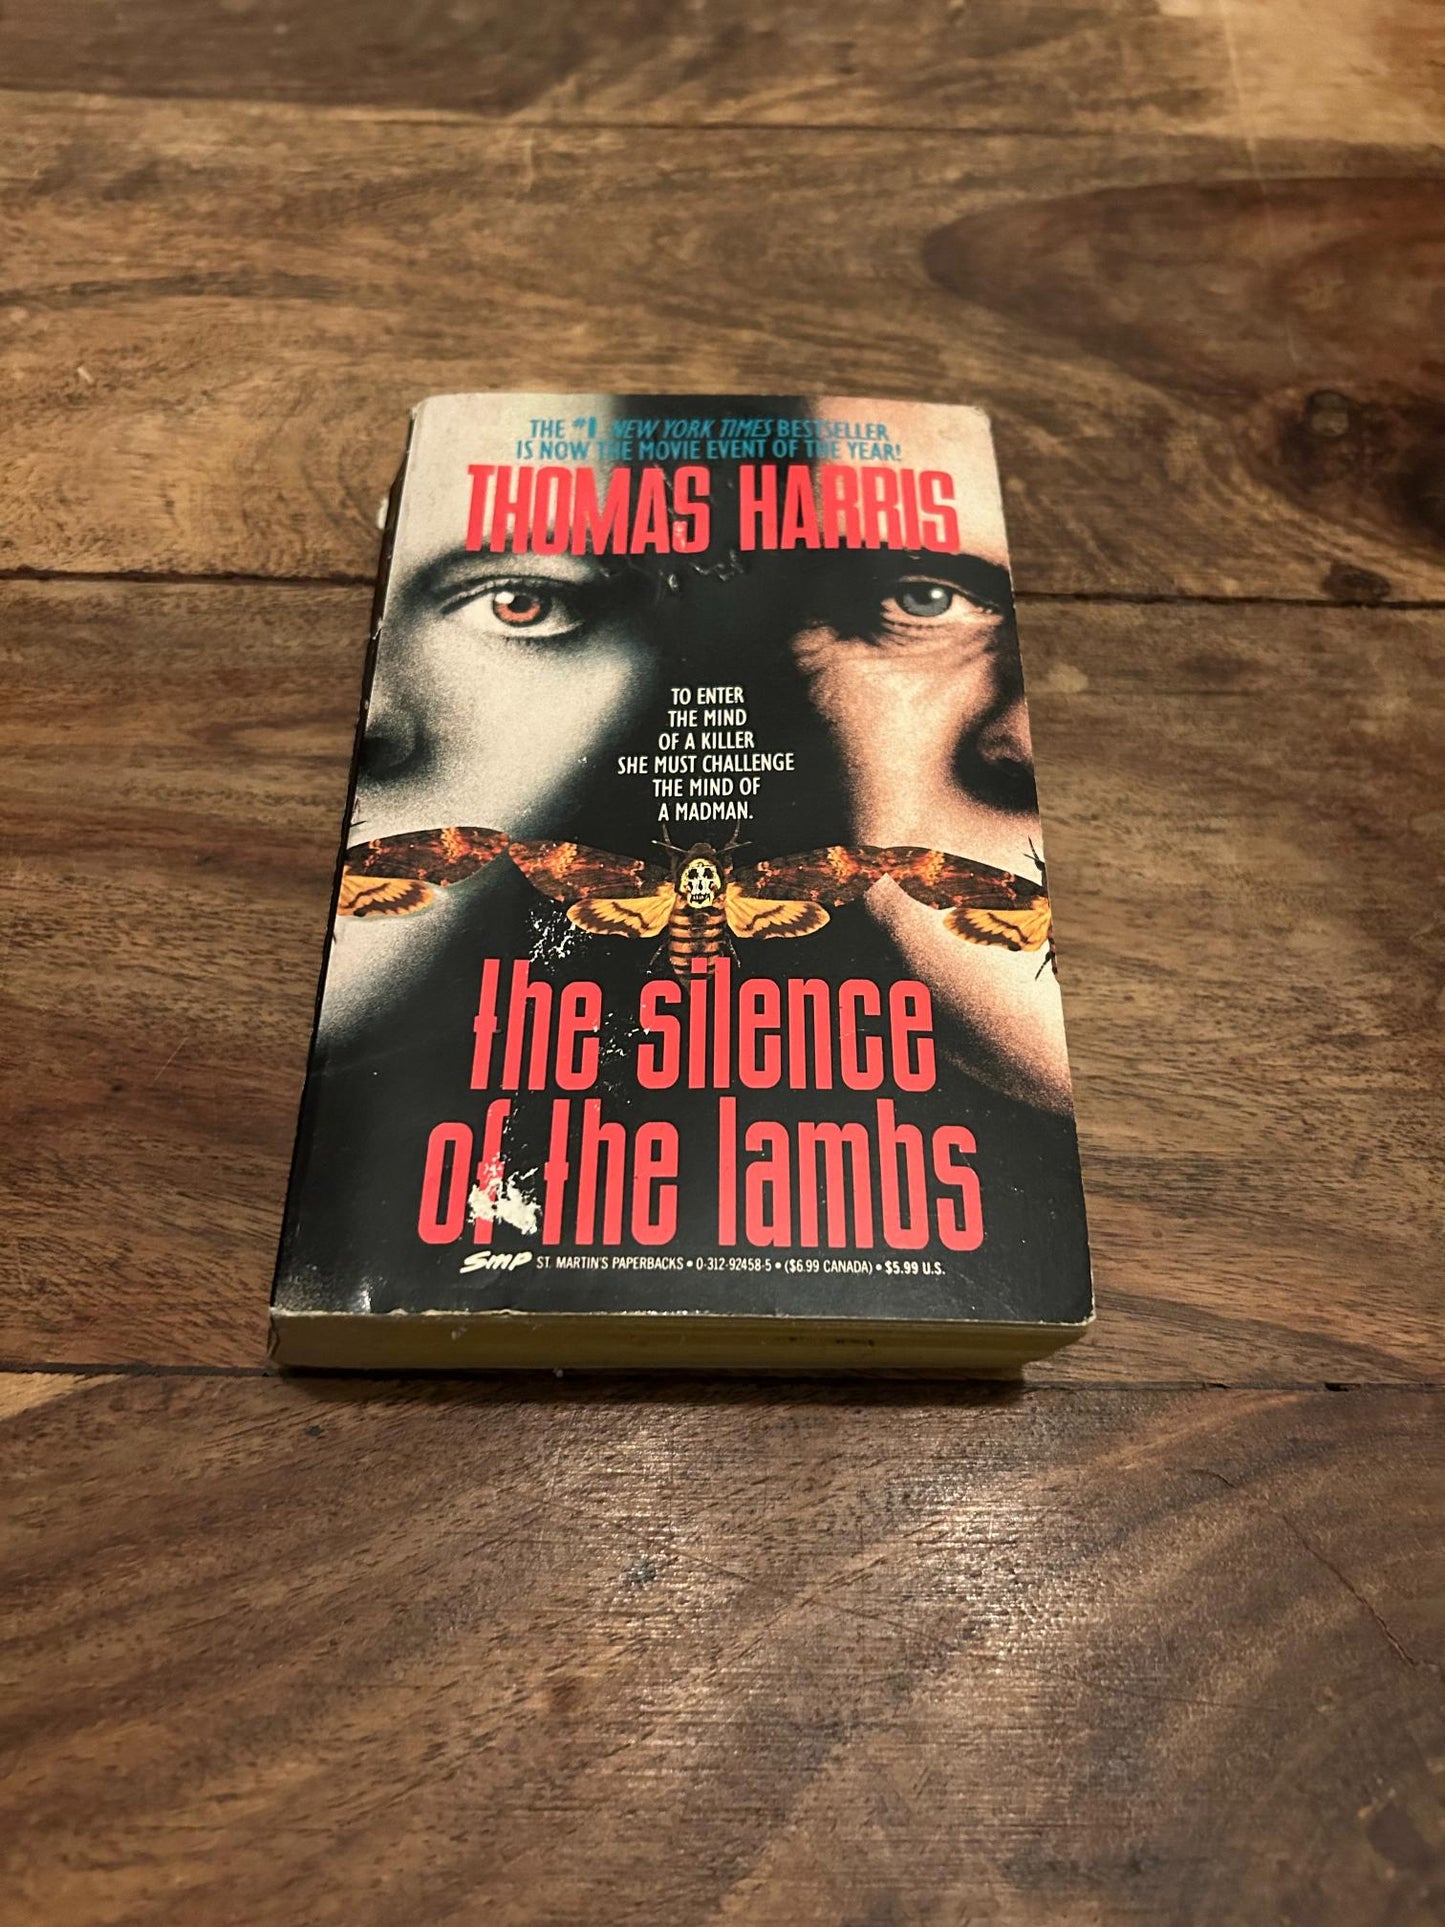 THE #1 NEW YORK TIMES BESTSELLER
IS NOW THE MOVIE EVENT OF THE YEAR!
THOMAS HARRIS
TO ENTER
THE MIND
OF A KILLER
SHE MUST CHALLENGE
THE MIND OF
A MADMAN.
the silence
of the lambs
SMP ST. MARTIN'S PAPERBACKS • 0-312-92458-5 • ($6.99 CANADA) • $5.99 U.S.